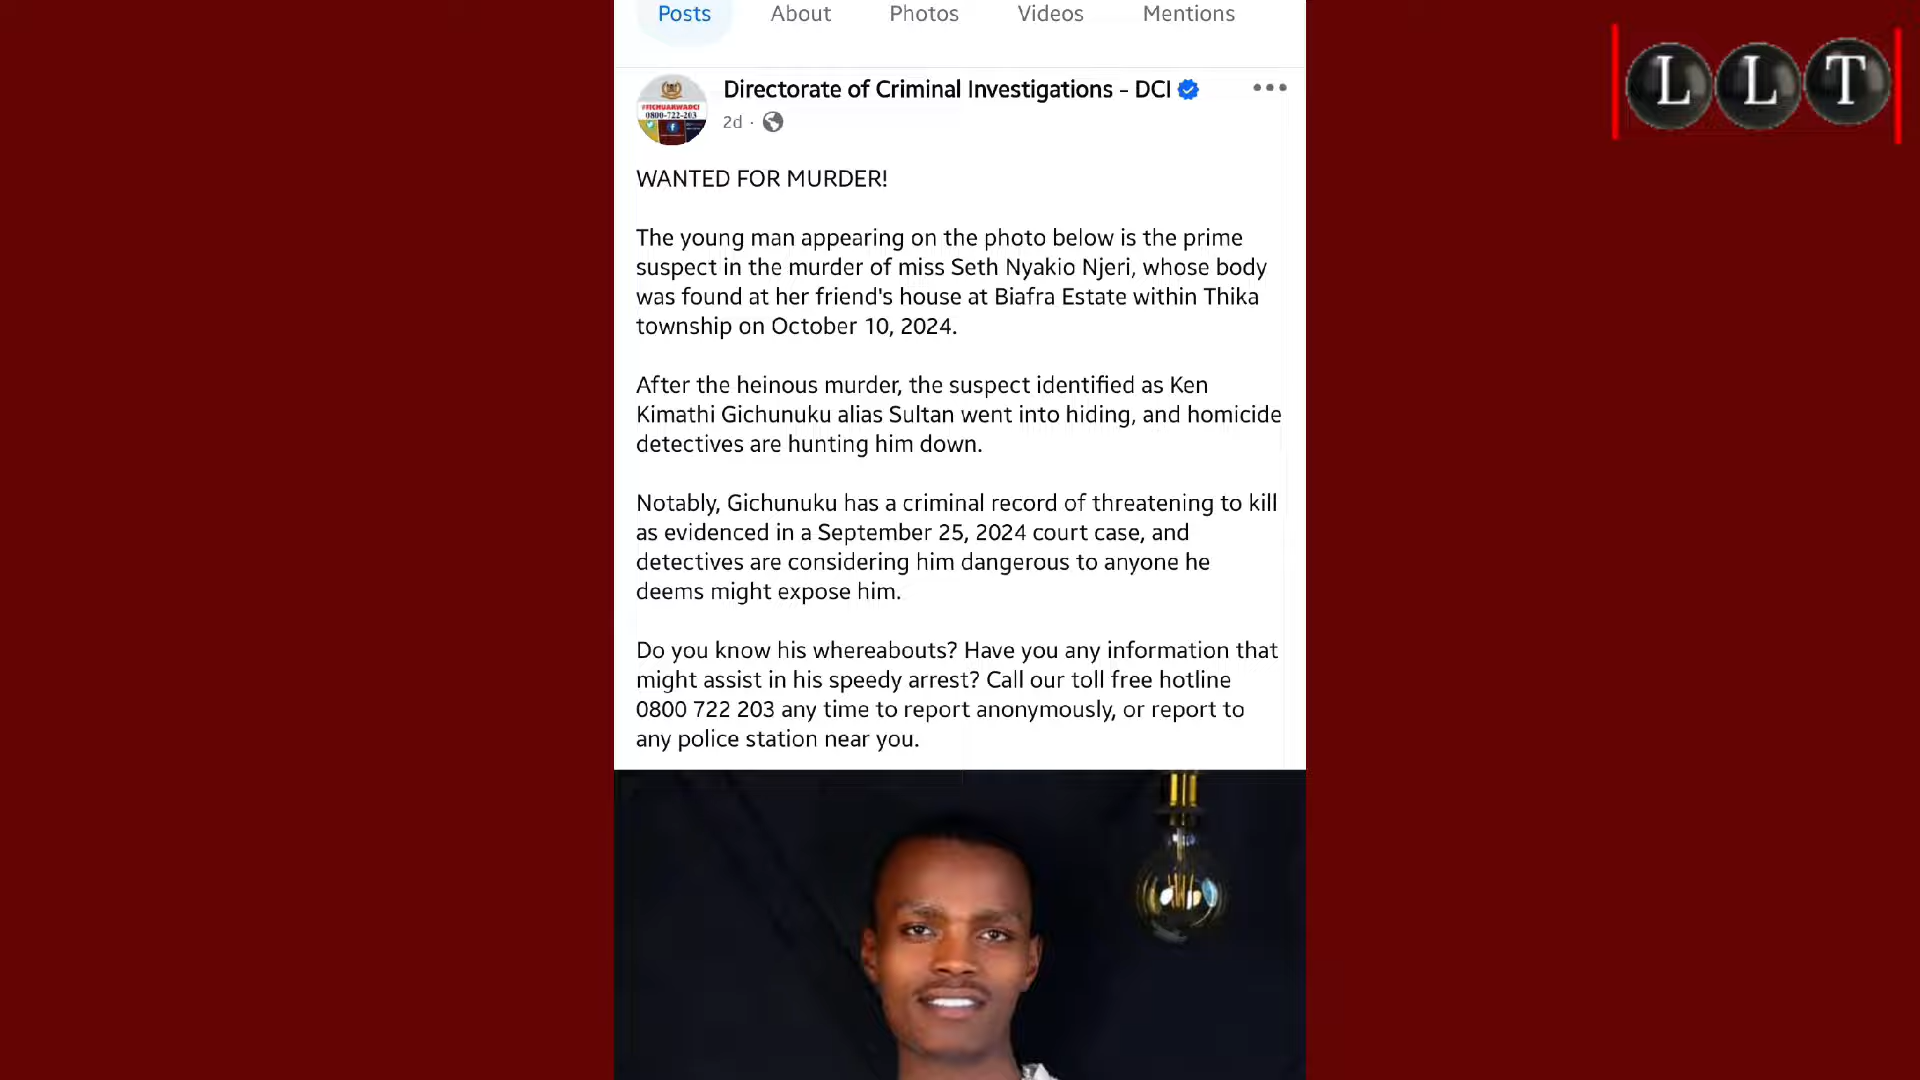 Posts About Photos Videos Mentions
Directorate of Criminal Investigations - DCI
2d ·
#FICHUAKWADCI
0800-722-203
WANTED FOR MURDER!
The young man appearing on the photo below is the prime
suspect in the murder of miss Seth Nyakio Njeri, whose body
was found at her friend's house at Biafra Estate within Thika
township on October 10, 2024.
After the heinous murder, the suspect identified as Ken
Kimathi Gichunuku alias Sultan went into hiding, and homicide
detectives are hunting him down.
Notably, Gichunuku has a criminal record of threatening to kill
as evidenced in a September 25, 2024 court case, and
detectives are considering him dangerous to anyone he
deems might expose him.
Do you know his whereabouts? Have you any information that
might assist in his speedy arrest? Call our toll free hotline
0800 722 203 any time to report anonymously, or report to
any police station near you.
LLT